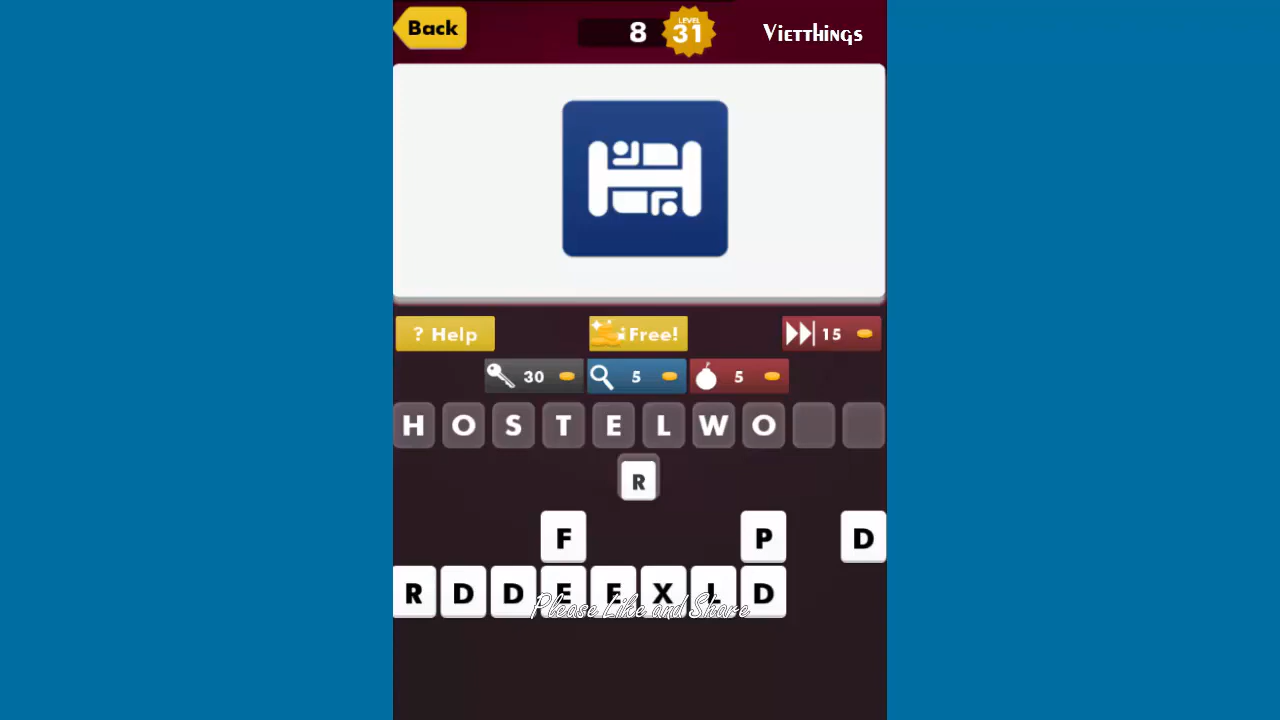 Back
8
LEVEL
31
Vietthings
? Help
Free!
15
30
5
5
H O S T E L W O
R
F P D
R D D E E X L D
Please Like and Share